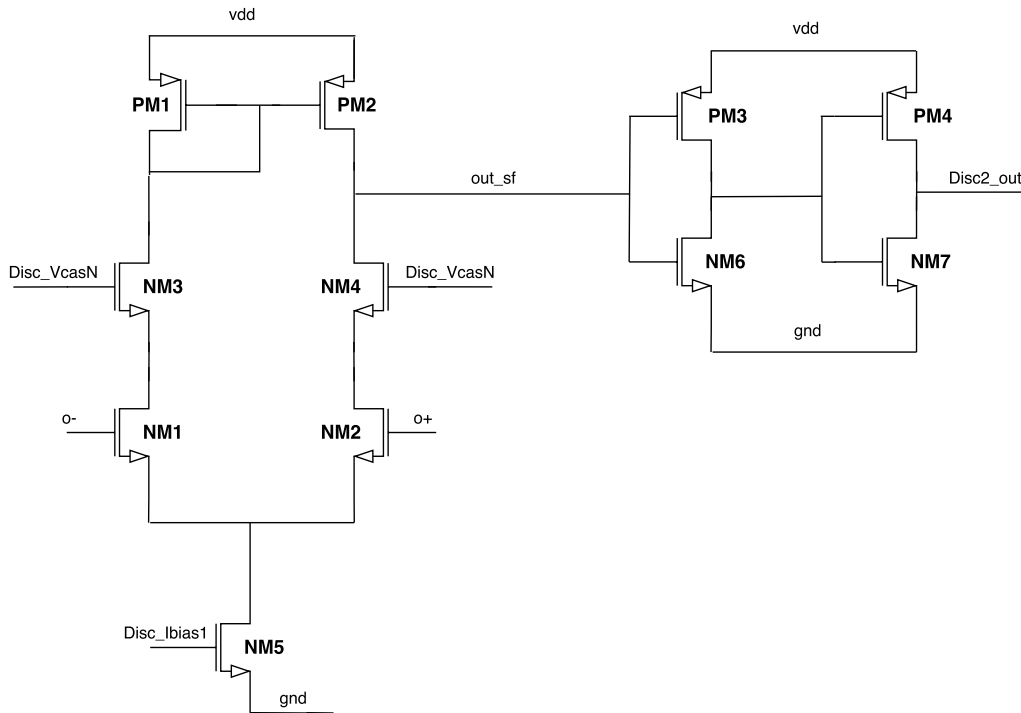 vdd
vdd
PM1
PM2
PM3
PM4
out_sf
Disc2_out
Disc_VcasN
NM3
NM4
Disc_VcasN
NM6
NM7
gnd
o-
NM1
NM2
o+
Disc_Ibias1
NM5
gnd